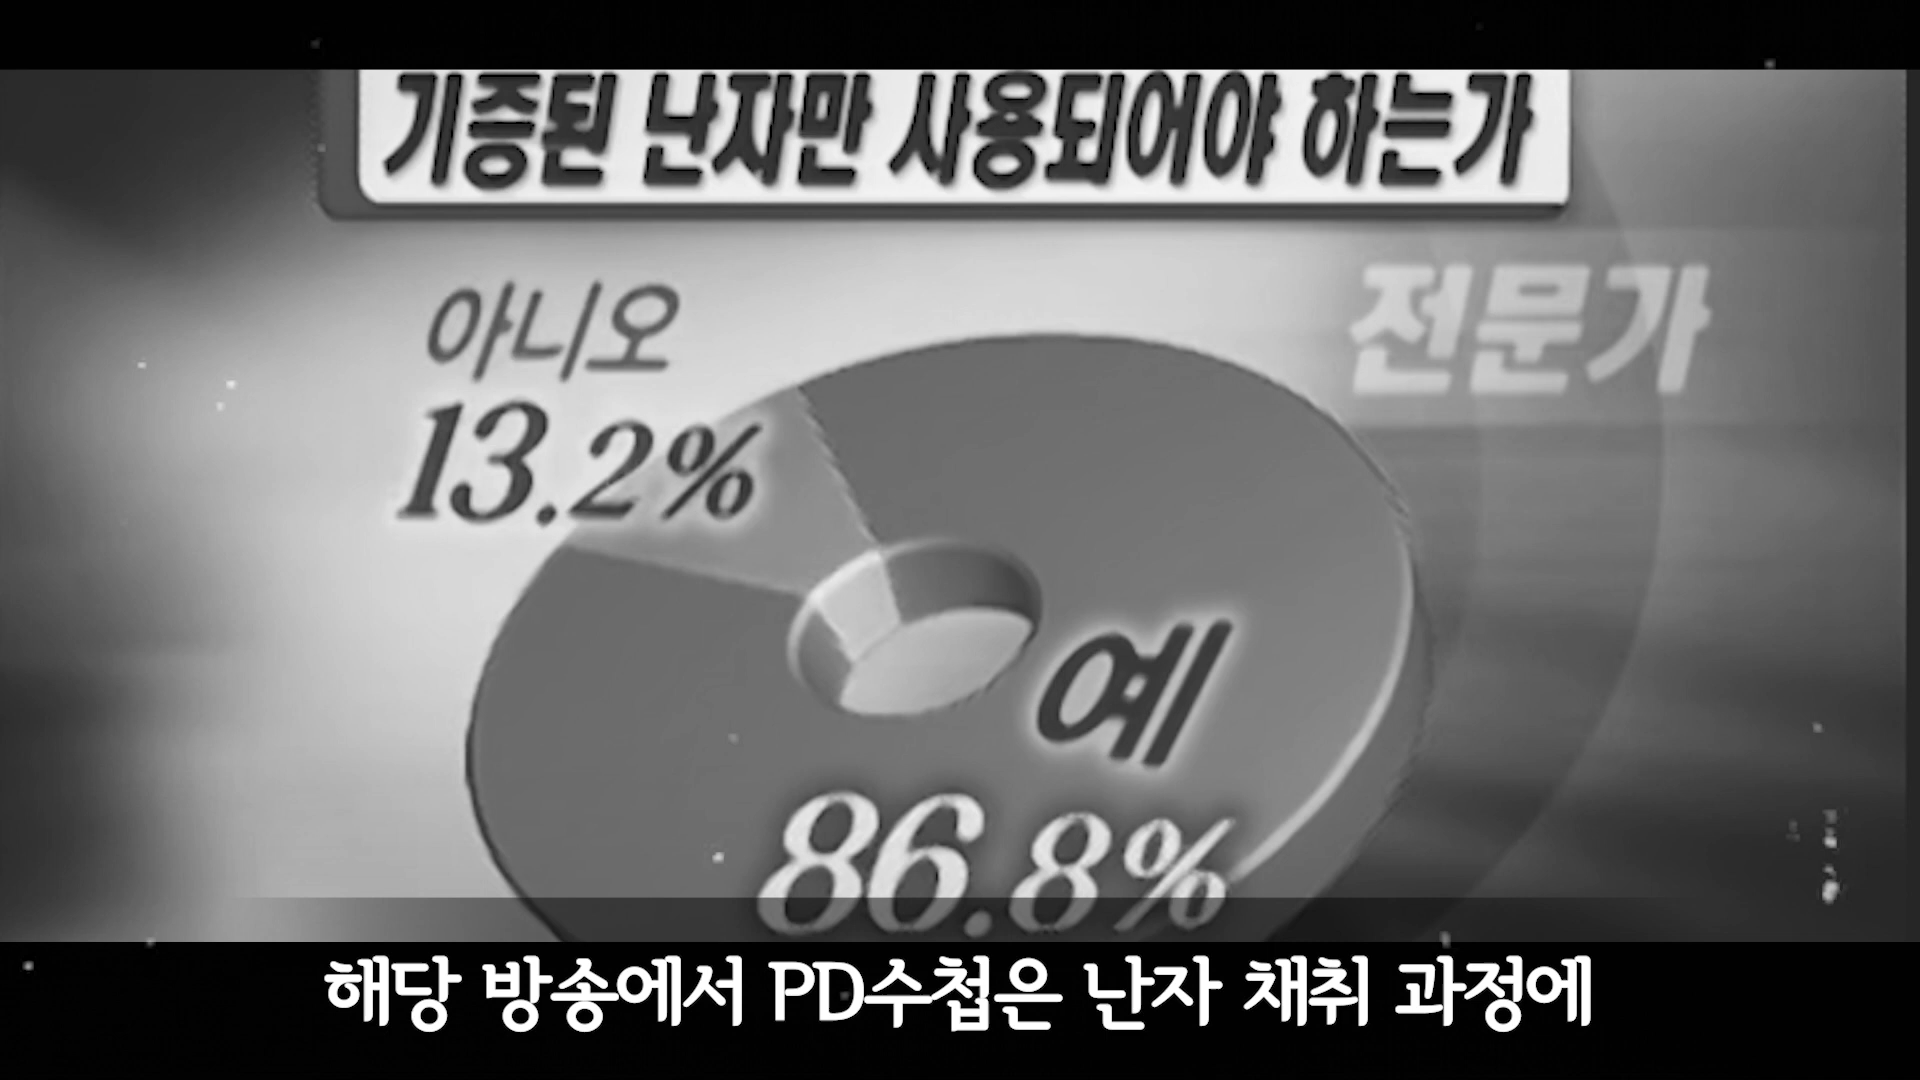 기증된 난자만 사용되어야 하는가
전문가
아니오
13.2%
예
86.8%
해당 방송에서 PD수첩은 난자 채취 과정에